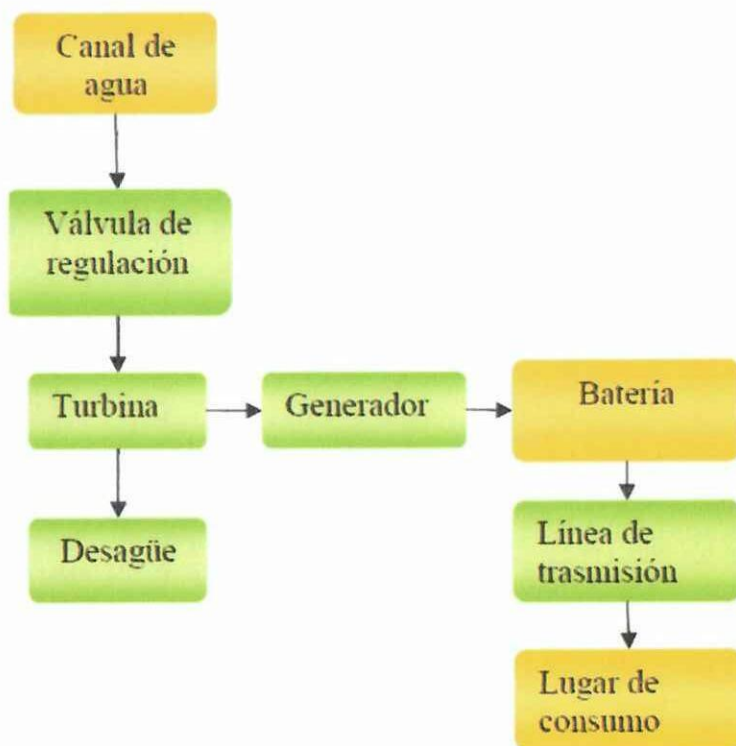 Canal de
agua
Válvula de
regulación
Turbina
Generador
Batería
Desagüe
Línea de
trasmisión
Lugar de
consumo